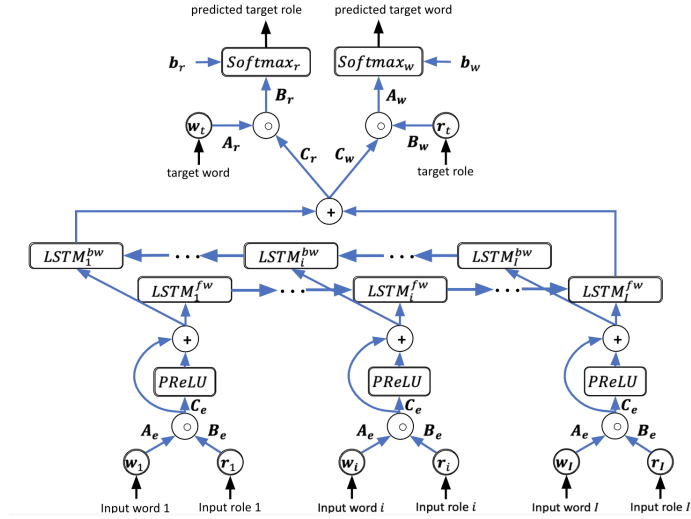 predicted target role predicted target word
b_r Softmax_r Softmax_w b_w
B_r A_w
w_t A_r ∘ ∘ B_w r_t
target word C_r C_w target role
+
LSTM_1^{bw} ... LSTM_i^{bw} ... LSTM_I^{bw}
LSTM_1^{fw} ... LSTM_i^{fw} ... LSTM_I^{fw}
+ + +
PReLU PReLU PReLU
C_e C_e C_e
A_e ∘ B_e A_e ∘ B_e A_e ∘ B_e
w_1 r_1 w_i r_i w_I r_I
Input word 1 Input role 1 Input word i Input role i Input word I Input role I